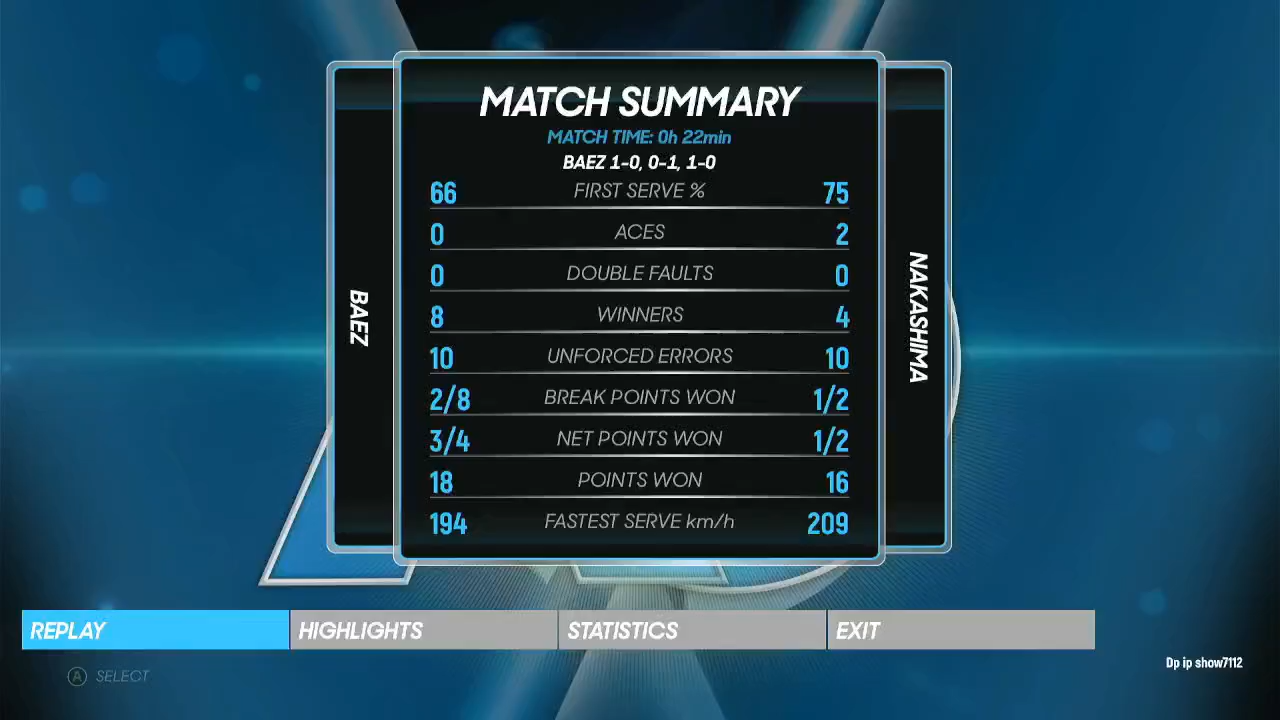 MATCH SUMMARY
MATCH TIME: 0h 22min
BAEZ 1-0, 0-1, 1-0
66 FIRST SERVE % 75
0 ACES 2
0 DOUBLE FAULTS 0
8 WINNERS 4
10 UNFORCED ERRORS 10
2/8 BREAK POINTS WON 1/2
3/4 NET POINTS WON 1/2
18 POINTS WON 16
194 FASTEST SERVE km/h 209
BAEZ
NAKASHIMA
REPLAY HIGHLIGHTS STATISTICS EXIT
A SELECT
Dp ip show7112